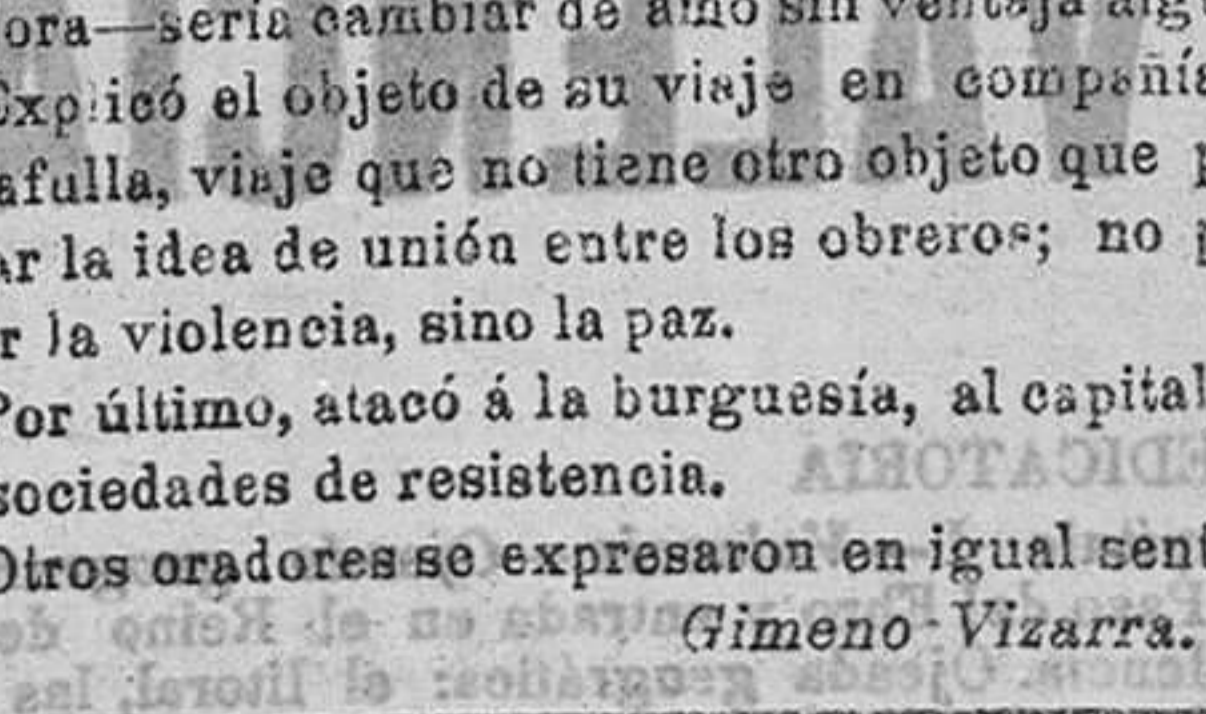 ora—sería cambiar de amo sin ventaja algu
Explicó el objeto de su viaje en compañía
afulla, viaje que no tiene otro objeto que p
ar la idea de unión entre los obreros; no p
r la violencia, sino la paz.
Por último, atacó á la burguesía, al capital
sociedades de resistencia.
Otros oradores se expresaron en igual sent
Gimeno-Vizarra.